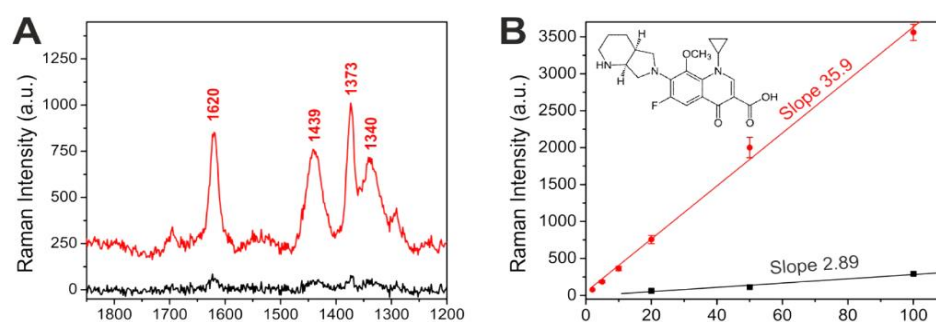 A
Raman Intensity (a.u.)
1250
1000
750
500
250
0
1620
1439
1373
1340
1800
1700
1600
1500
1400
1300
1200
B
Raman Intensity (a.u.)
3500
3000
2500
2000
1500
1000
500
0
H
HN
H
N
OCH₃
N
F
O
O
OH
Slope 35.9
Slope 2.89
0
20
40
60
80
100